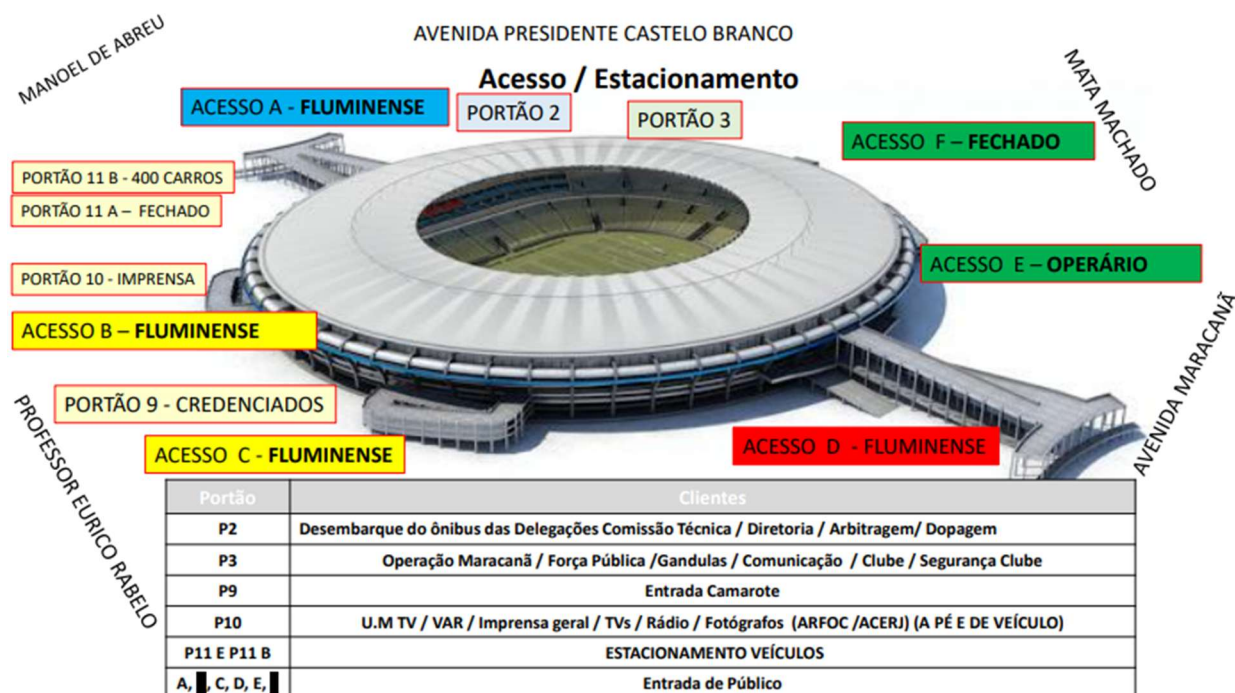 MANOEL DE ABREU
AVENIDA PRESIDENTE CASTELO BRANCO
MATA MACHADO
Acesso / Estacionamento
ACESSO A - FLUMINENSE
PORTÃO 2
PORTÃO 3
ACESSO F – FECHADO
PORTÃO 11 B - 400 CARROS
PORTÃO 11 A – FECHADO
PORTÃO 10 - IMPRENSA
ACESSO E – OPERÁRIO
ACESSO B – FLUMINENSE
AVENIDA MARACANÃ
PORTÃO 9 - CREDENCIADOS
PROFESSOR EURICO RABELO
ACESSO C - FLUMINENSE
ACESSO D - FLUMINENSE
Portão Clientes
P2 Desembarque do ônibus das Delegações Comissão Técnica / Diretoria / Arbitragem/ Dopagem
P3 Operação Maracanã / Força Pública /Gandulas / Comunicação / Clube / Segurança Clube
P9 Entrada Camarote
P10 U.M TV / VAR / Imprensa geral / TVs / Rádio / Fotógrafos (ARFOC /ACERJ) (A PÉ E DE VEÍCULO)
P11 E P11 B ESTACIONAMENTO VEÍCULOS
A, , C, D, E, Entrada de Público